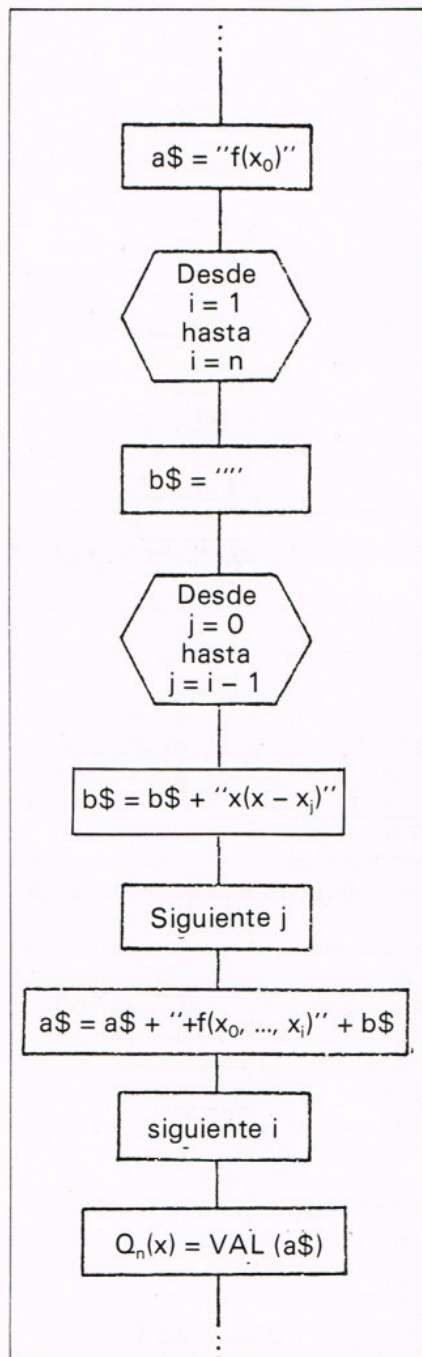 a$ = ″f(x₀)″
Desde
i = 1
hasta
i = n
b$ = ″″
Desde
j = 0
hasta
j = i – 1
b$ = b$ + ″x(x – xⱼ)″
Siguiente j
a$ = a$ + ″+f(x₀, ..., xᵢ)″ + b$
siguiente i
Qₙ(x) = VAL (a$)